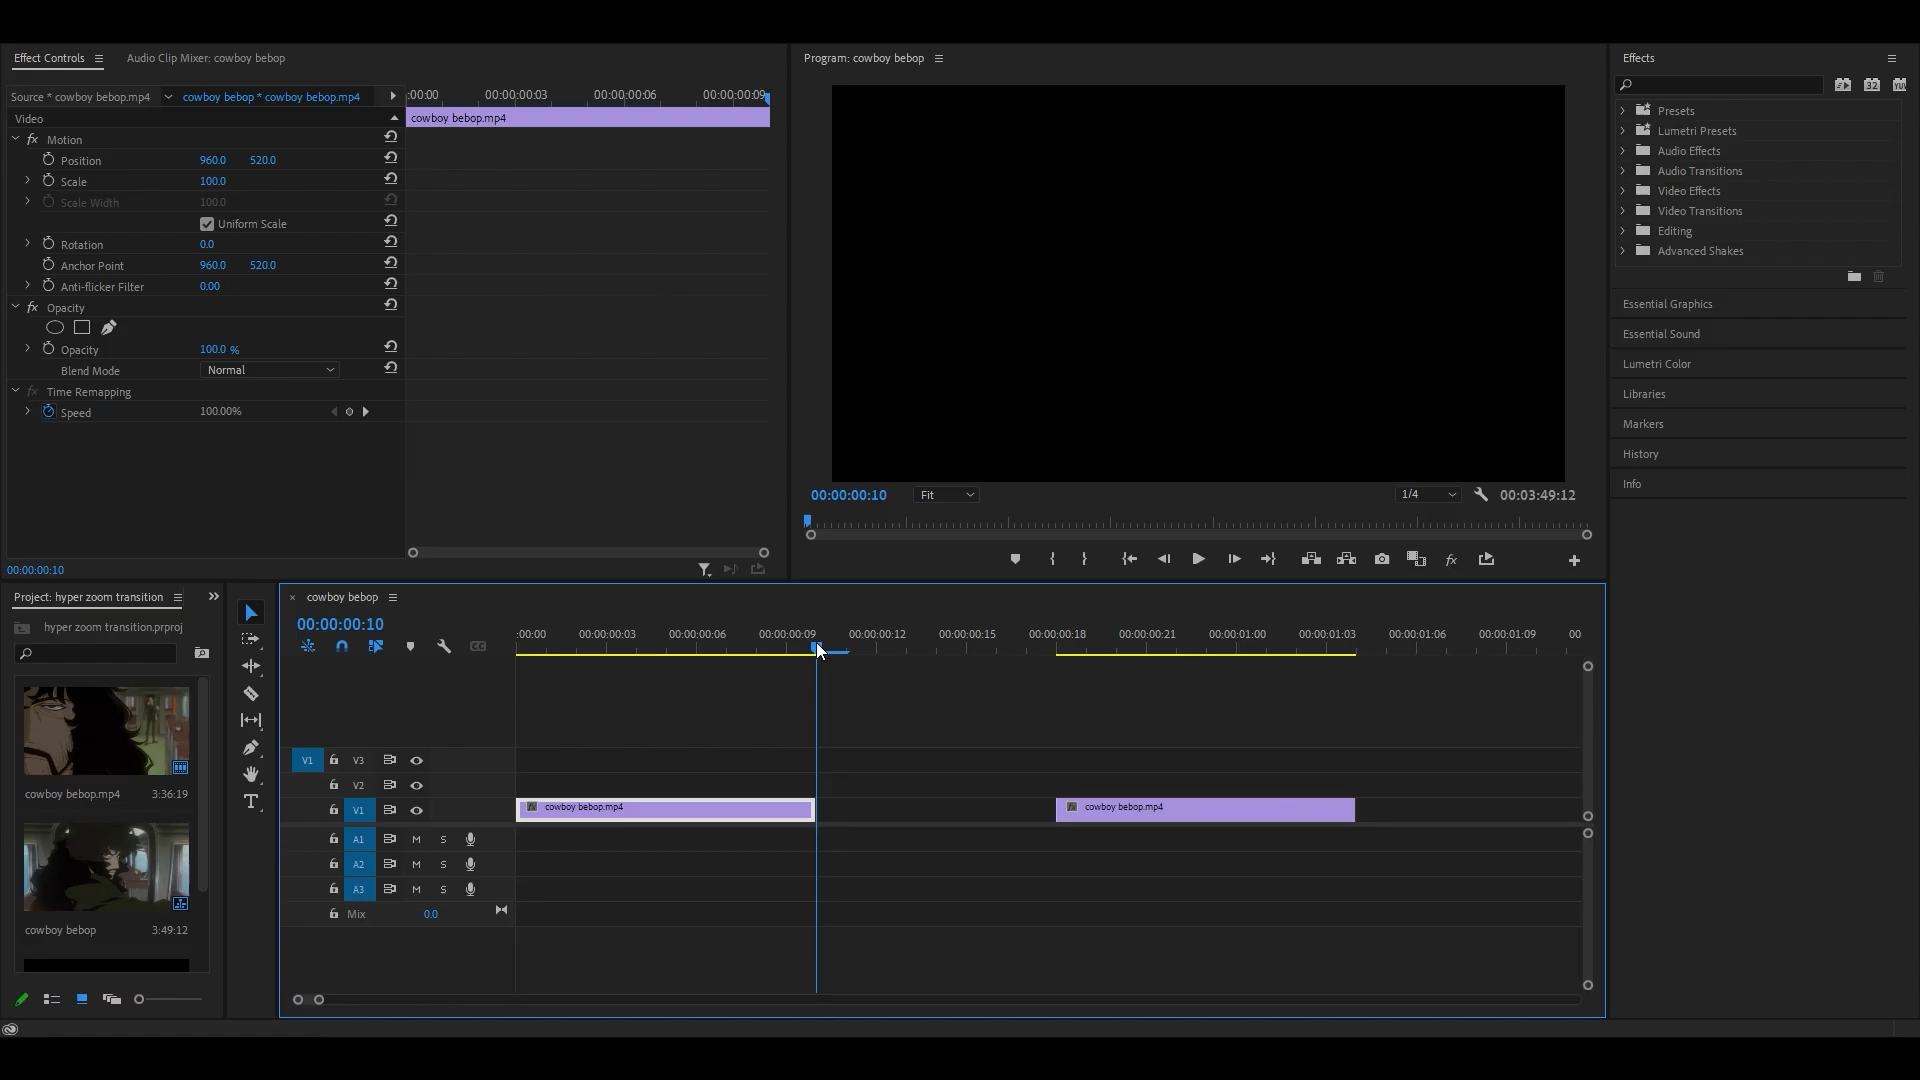 Effect Controls
Audio Clip Mixer: cowboy bebop
Source * cowboy bebop.mp4
cowboy bebop * cowboy bebop.mp4
:00:00
00:00:00:03
00:00:00:06
00:00:00:09
Video
cowboy bebop.mp4
fx Motion
Position 960.0 520.0
Scale 100.0
Scale Width 100.0
Uniform Scale
Rotation 0.0
Anchor Point 960.0 520.0
Anti-flicker Filter 0.00
fx Opacity
Opacity 100.0 %
Blend Mode Normal
fx Time Remapping
Speed 100.00%
00:00:00:10
Program: cowboy bebop
00:00:00:10
Fit
1/4
00:03:49:12
fx
Effects
32
YUV
Presets
Lumetri Presets
Audio Effects
Audio Transitions
Video Effects
Video Transitions
Editing
Advanced Shakes
Essential Graphics
Essential Sound
Lumetri Color
Libraries
Markers
History
Info
Project: hyper zoom transition
hyper zoom transition.prproj
cowboy bebop.mp4 3:36:19
cowboy bebop 3:49:12
T
× cowboy bebop
00:00:00:10
CC
:00:00
00:00:00:03
00:00:00:06
00:00:00:09
00:00:00:12
00:00:00:15
00:00:00:18
00:00:00:21
00:00:01:00
00:00:01:03
00:00:01:06
00:00:01:09
00
V1 V3
V2
V1
fx cowboy bebop.mp4
fx cowboy bebop.mp4
A1 M S
A2 M S
A3 M S
Mix 0.0